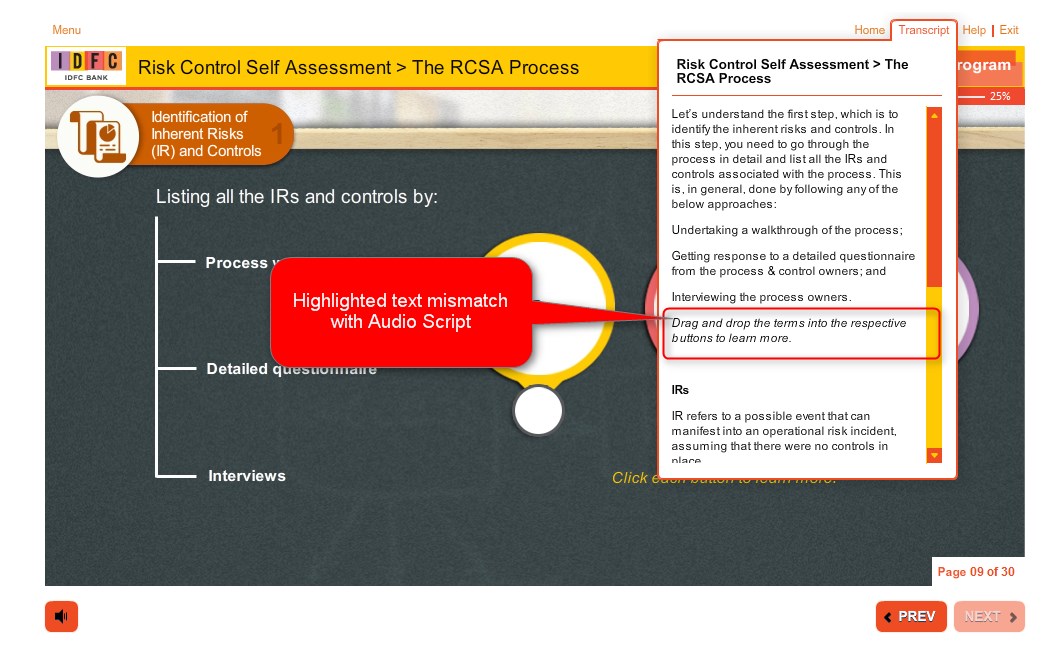 Menu
Home Transcript Help | Exit
IDFC
IDFC BANK
Risk Control Self Assessment > The RCSA Process
rogram
25%
Identification of
Inherent Risks
(IR) and Controls
1
Listing all the IRs and controls by:
Process
Detailed questionnaire
Interviews
Highlighted text mismatch
with Audio Script
Risk Control Self Assessment > The
RCSA Process
Let's understand the first step, which is to
identify the inherent risks and controls. In
this step, you need to go through the
process in detail and list all the IRs and
controls associated with the process. This
is, in general, done by following any of the
below approaches:
Undertaking a walkthrough of the process;
Getting response to a detailed questionnaire
from the process & control owners; and
Interviewing the process owners.
Drag and drop the terms into the respective
buttons to learn more.
IRs
IR refers to a possible event that can
manifest into an operational risk incident,
assuming that there were no controls in
place
Click each button to learn more.
Page 09 of 30
PREV
NEXT